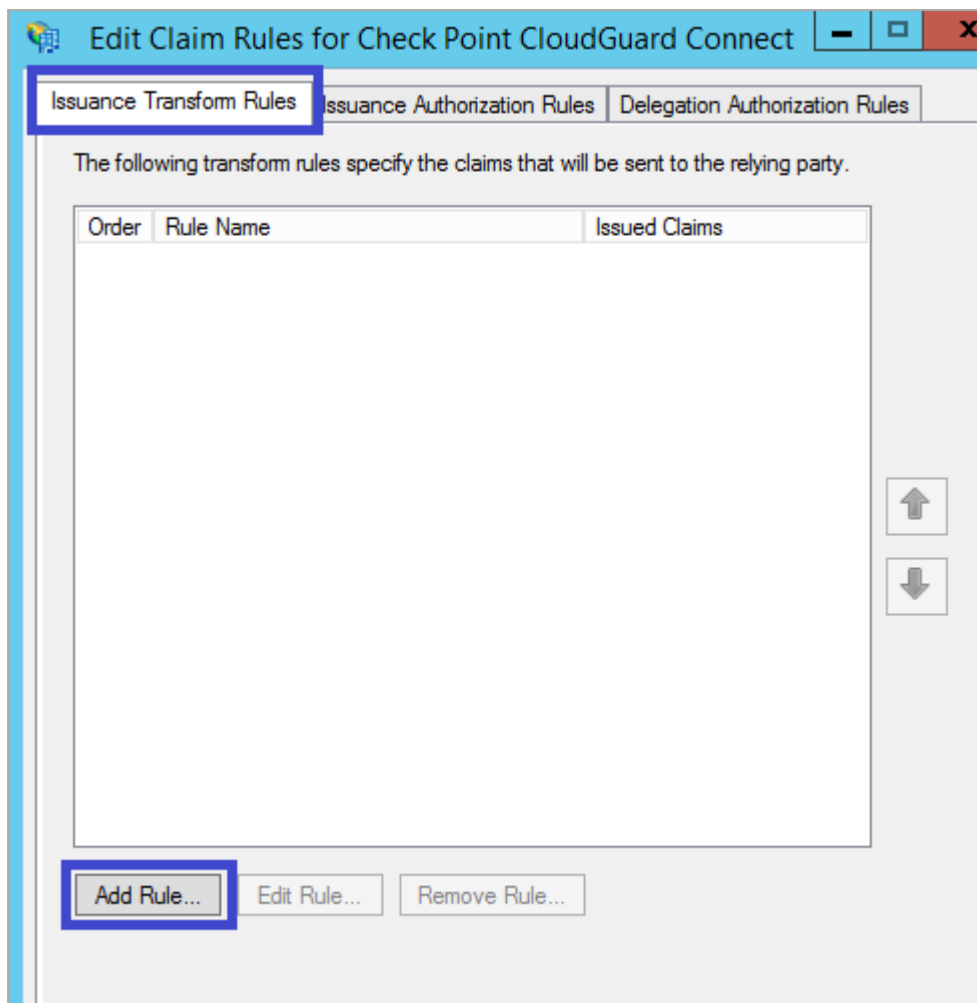 Edit Claim Rules for Check Point CloudGuard Connect
Issuance Transform Rules Issuance Authorization Rules Delegation Authorization Rules
The following transform rules specify the claims that will be sent to the relying party.
Order Rule Name Issued Claims
Add Rule... Edit Rule... Remove Rule...